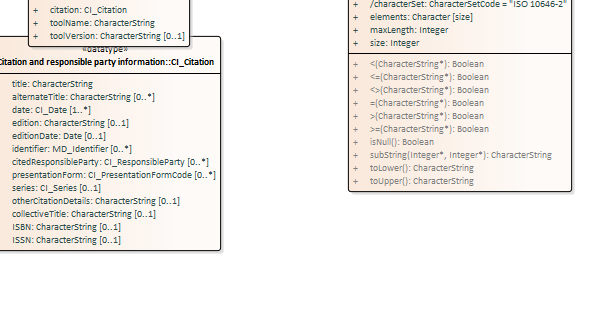 + citation: CI_Citation
+ toolName: CharacterString
+ toolVersion: CharacterString [0..1]
«datatype»
Citation and responsible party information::CI_Citation
title: CharacterString
alternateTitle: CharacterString [0..*]
date: CI_Date [1..*]
edition: CharacterString [0..1]
editionDate: Date [0..1]
identifier: MD_Identifier [0..*]
citedResponsibleParty: CI_ResponsibleParty [0..*]
presentationForm: CI_PresentationFormCode [0..*]
series: CI_Series [0..1]
otherCitationDetails: CharacterString [0..1]
collectiveTitle: CharacterString [0..1]
ISBN: CharacterString [0..1]
ISSN: CharacterString [0..1]
+ /characterSet: CharacterSetCode = "ISO 10646-2"
+ elements: Character [size]
+ maxLength: Integer
+ size: Integer
+ <(CharacterString*): Boolean
+ <=(CharacterString*): Boolean
+ <>(CharacterString*): Boolean
+ =(CharacterString*): Boolean
+ >(CharacterString*): Boolean
+ >=(CharacterString*): Boolean
+ isNull(): Boolean
+ subString(Integer*, Integer*): CharacterString
+ toLower(): CharacterString
+ toUpper(): CharacterString